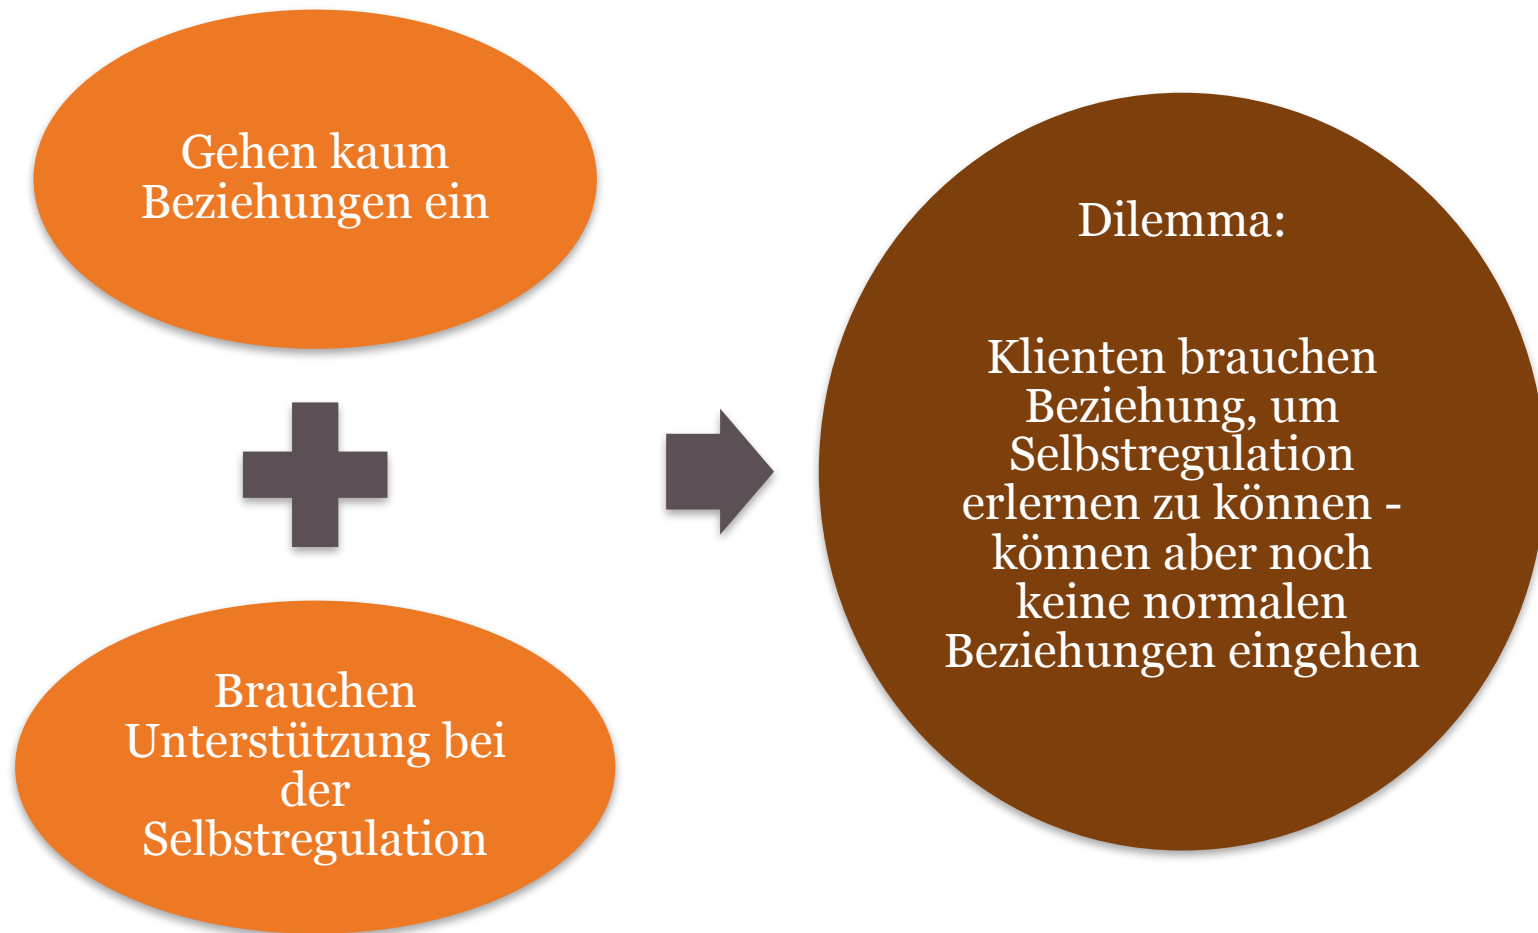 Gehen kaum
Beziehungen ein
Brauchen
Unterstützung bei
der
Selbstregulation
Dilemma:
Klienten brauchen
Beziehung, um
Selbstregulation
erlernen zu können -
können aber noch
keine normalen
Beziehungen eingehen